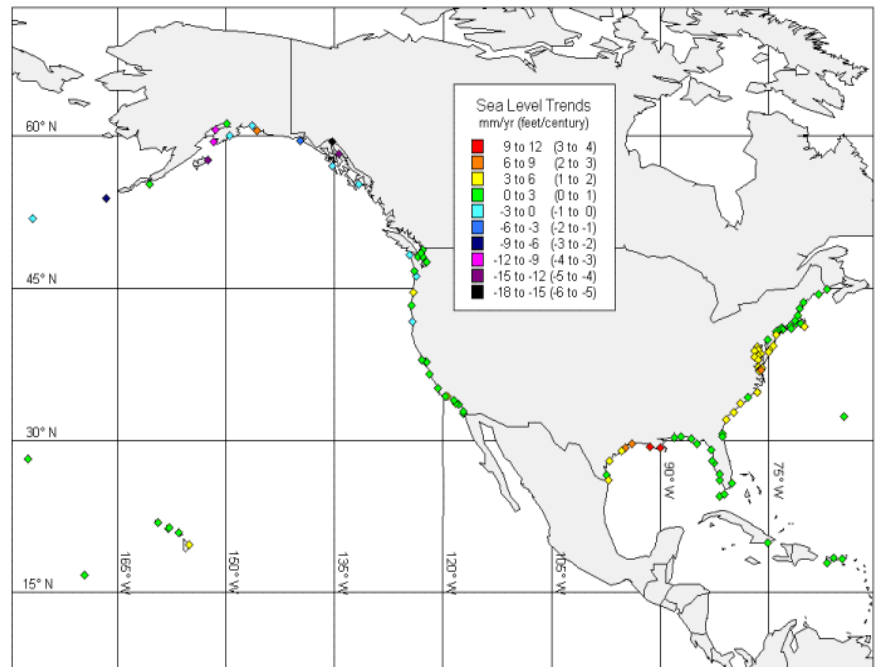 Sea Level Trends
mm/yr (feet/century)
9 to 12 (3 to 4)
6 to 9 (2 to 3)
3 to 6 (1 to 2)
0 to 3 (0 to 1)
-3 to 0 (-1 to 0)
-6 to -3 (-2 to -1)
-9 to -6 (-3 to -2)
-12 to -9 (-4 to -3)
-15 to -12 (-5 to -4)
-18 to -15 (-6 to -5)
60° N
45° N
30° N
15° N
165° W
150° W
135° W
120° W
105° W
90° W
75° W